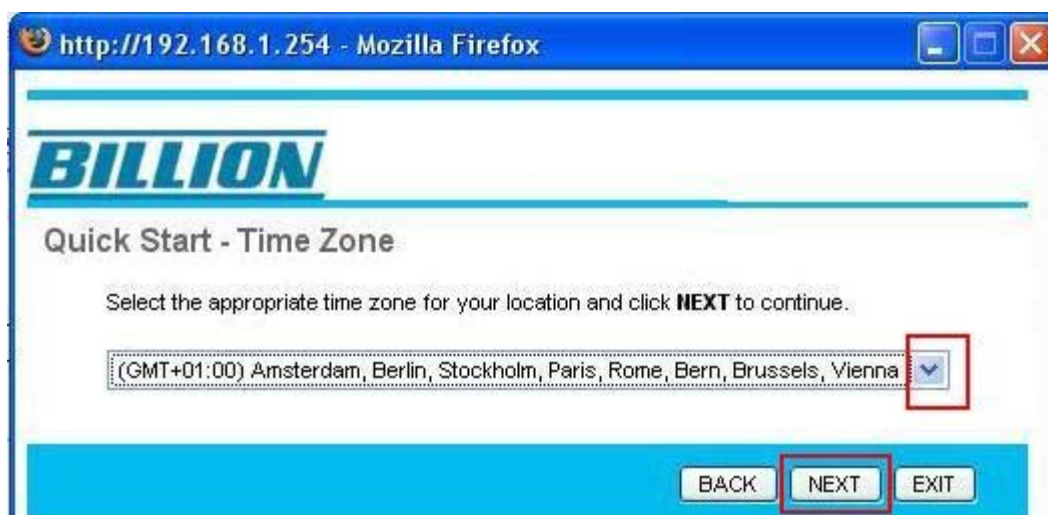 http://192.168.1.254 - Mozilla Firefox
BILLION
Quick Start - Time Zone
Select the appropriate time zone for your location and click NEXT to continue.
(GMT+01:00) Amsterdam, Berlin, Stockholm, Paris, Rome, Bern, Brussels, Vienna
BACK NEXT EXIT